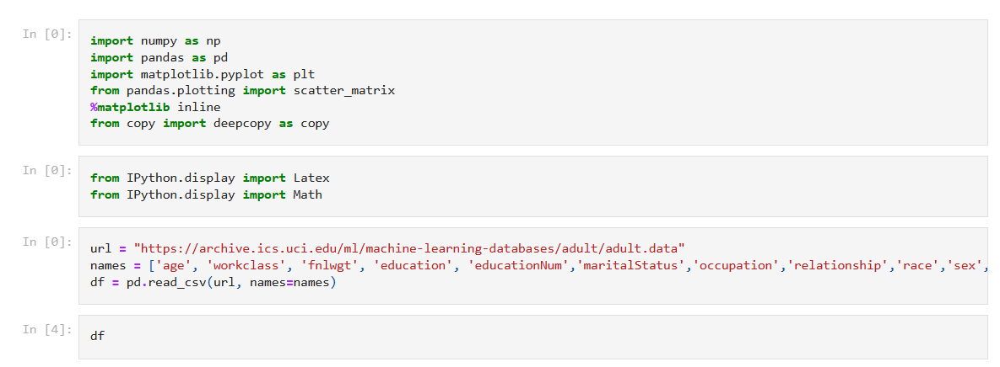 In [0]:
import numpy as np
import pandas as pd
import matplotlib.pyplot as plt
from pandas.plotting import scatter_matrix
%matplotlib inline
from copy import deepcopy as copy
In [0]:
from IPython.display import Latex
from IPython.display import Math
In [0]:
url = "https://archive.ics.uci.edu/ml/machine-learning-databases/adult/adult.data"
names = ['age', 'workclass', 'fnlwgt', 'education', 'educationNum','maritalStatus','occupation','relationship','race','sex',
df = pd.read_csv(url, names=names)
In [4]:
df